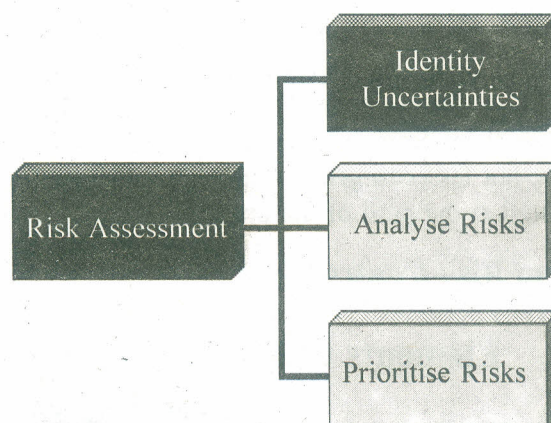 Identity
Uncertainties
Risk Assessment
Analyse Risks
Prioritise Risks